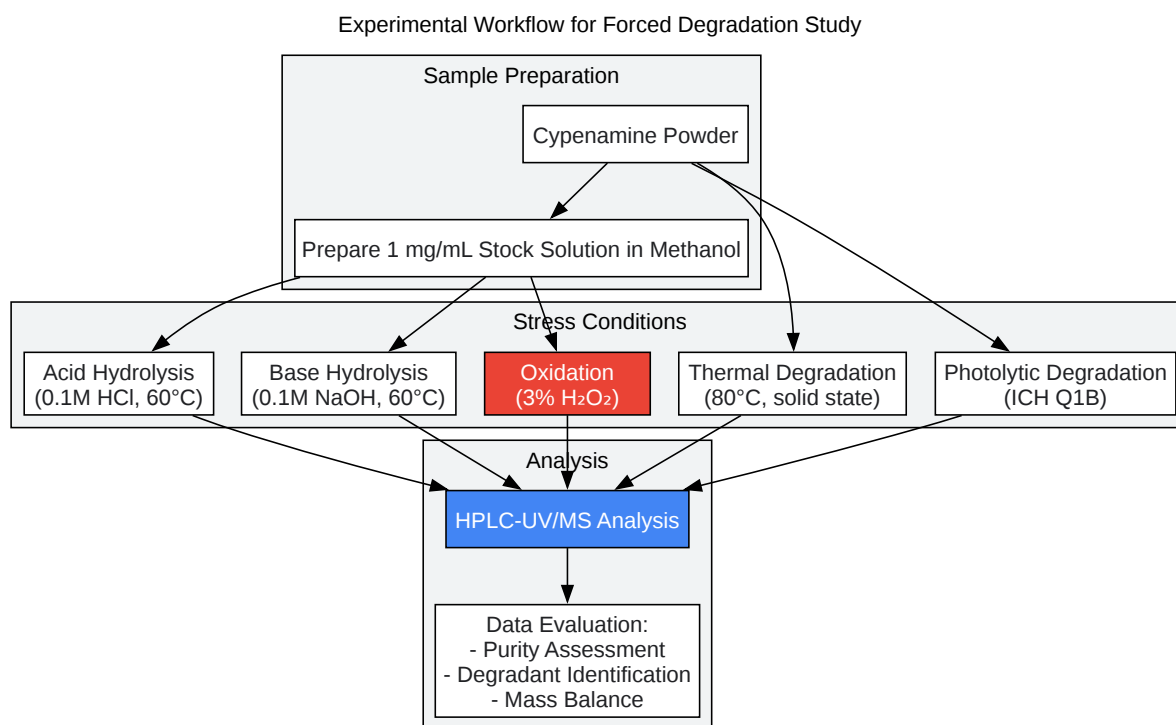 Experimental Workflow for Forced Degradation Study
Sample Preparation
Cypenamine Powder
Prepare 1 mg/mL Stock Solution in Methanol
Stress Conditions
Acid Hydrolysis
(0.1M HCl, 60°C)
Base Hydrolysis
(0.1M NaOH, 60°C)
Oxidation
(3% H₂O₂)
Thermal Degradation
(80°C, solid state)
Photolytic Degradation
(ICH Q1B)
Analysis
HPLC-UV/MS Analysis
Data Evaluation:
- Purity Assessment
- Degradant Identification
- Mass Balance